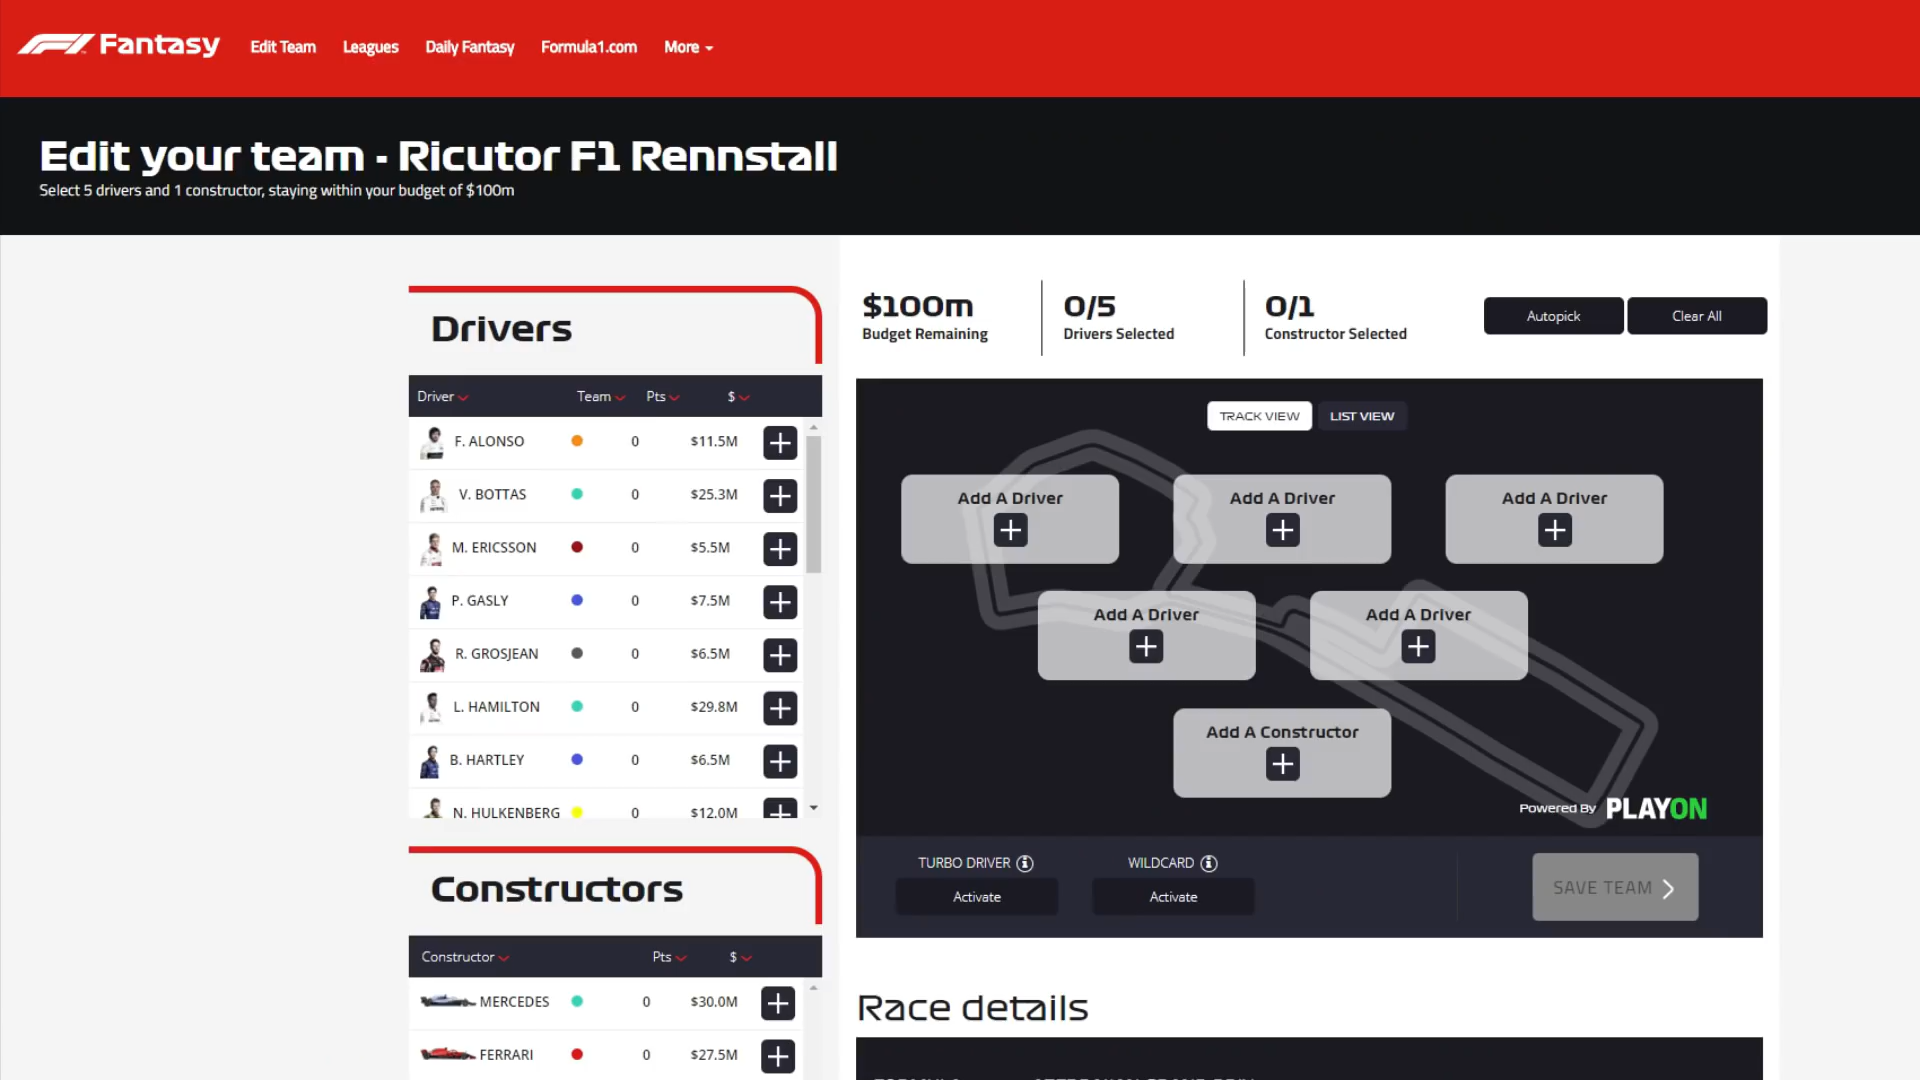 Fantasy
Edit Team
Leagues
Daily Fantasy
Formula1.com
More
Edit your team - Ricutor F1 Rennstall
Select 5 drivers and 1 constructor, staying within your budget of $100m
Drivers
Driver Team Pts $
F. ALONSO 0 $11.5M
V. BOTTAS 0 $25.3M
M. ERICSSON 0 $5.5M
P. GASLY 0 $7.5M
R. GROSJEAN 0 $6.5M
L. HAMILTON 0 $29.8M
B. HARTLEY 0 $6.5M
N. HULKENBERG 0 $12.0M
Constructors
Constructor Pts $
MERCEDES 0 $30.0M
FERRARI 0 $27.5M
$100m
Budget Remaining
0/5
Drivers Selected
0/1
Constructor Selected
Autopick
Clear All
TRACK VIEW
LIST VIEW
Add A Driver
Add A Driver
Add A Driver
Add A Driver
Add A Driver
Add A Constructor
Powered By PLAYON
TURBO DRIVER
Activate
WILDCARD
Activate
SAVE TEAM
Race details